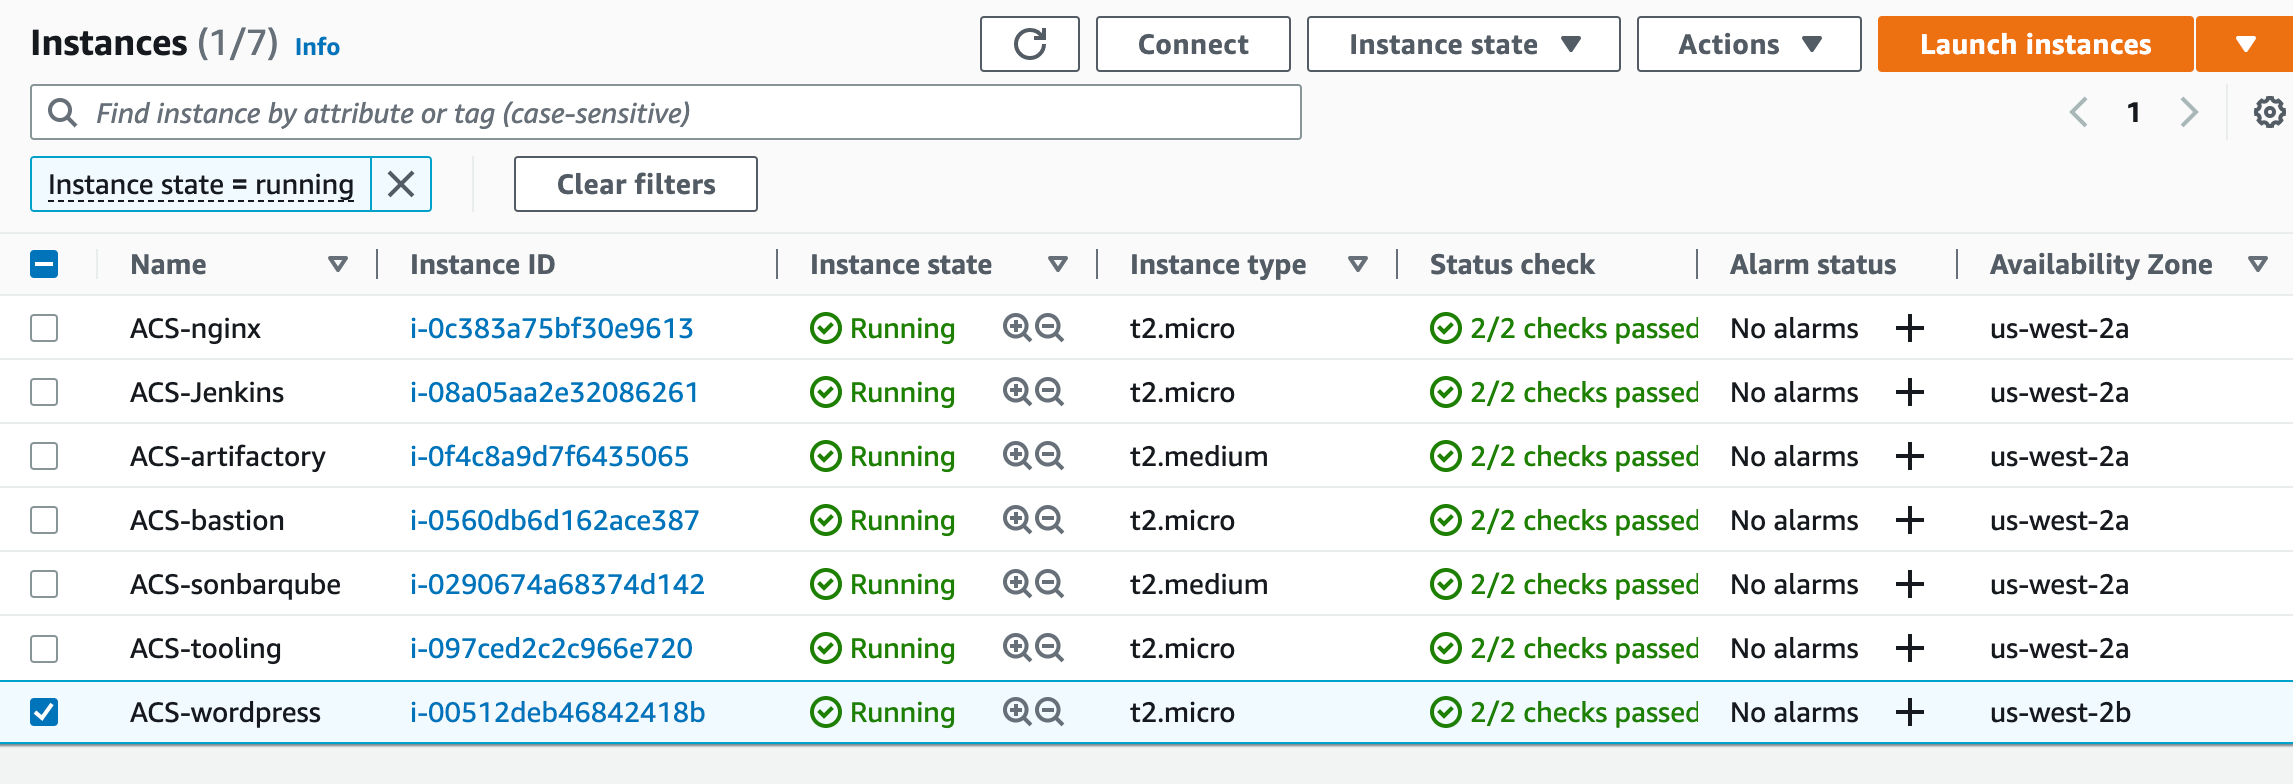 Instances (1/7) Info Connect Instance state Actions Launch instances
Find instance by attribute or tag (case-sensitive) 1
Instance state = running Clear filters
Name Instance ID Instance state Instance type Status check Alarm status Availability Zone
ACS-nginx i-0c383a75bf30e9613 Running t2.micro 2/2 checks passed No alarms us-west-2a
ACS-Jenkins i-08a05aa2e32086261 Running t2.micro 2/2 checks passed No alarms us-west-2a
ACS-artifactory i-0f4c8a9d7f6435065 Running t2.medium 2/2 checks passed No alarms us-west-2a
ACS-bastion i-0560db6d162ace387 Running t2.micro 2/2 checks passed No alarms us-west-2a
ACS-sonbarqube i-0290674a68374d142 Running t2.medium 2/2 checks passed No alarms us-west-2a
ACS-tooling i-097ced2c2c966e720 Running t2.micro 2/2 checks passed No alarms us-west-2a
ACS-wordpress i-00512deb46842418b Running t2.micro 2/2 checks passed No alarms us-west-2b